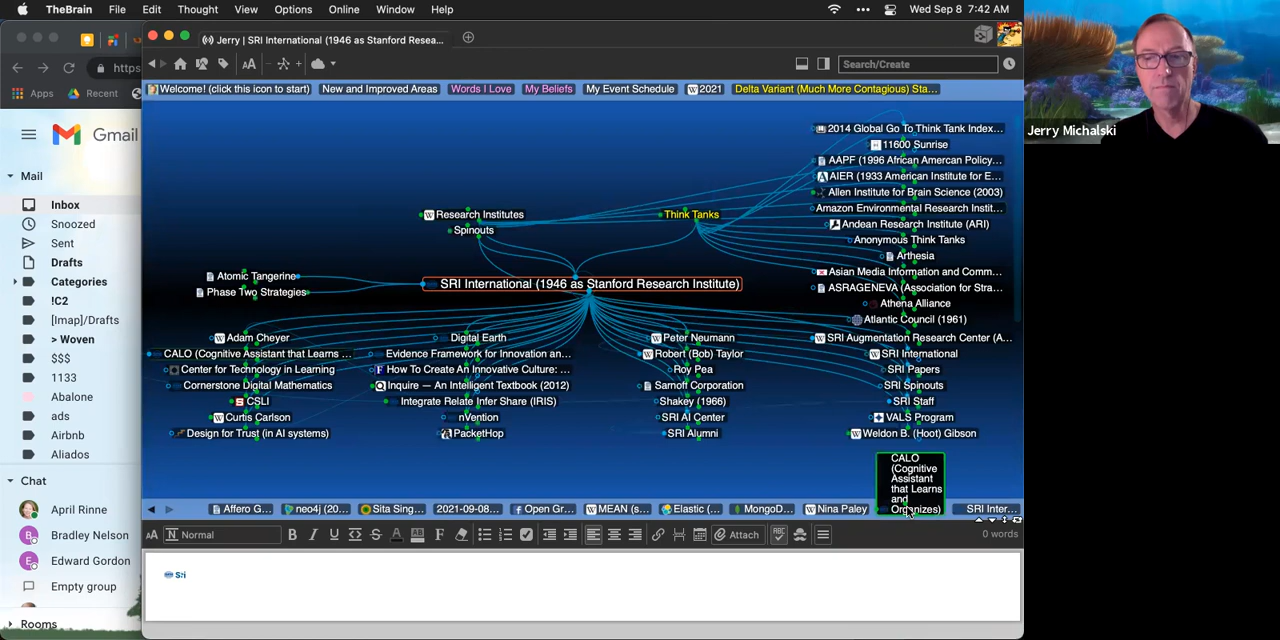 TheBrain File Edit Thought View Options Online Window Help
Wed Sep 8 7:42 AM
Jerry | SRI International (1946 as Stanford Resea...
https
Search/Create
Apps Recent
Welcome! (click this icon to start) New and Improved Areas Words I Love My Beliefs My Event Schedule 2021 Delta Variant (Much More Contagious) Sta...
Gmail
Mail
Inbox
Snoozed
Sent
Drafts
Categories
!C2
[Imap]/Drafts
> Woven
$$$
1133
Abalone
ads
Airbnb
Aliados
Chat
April Rinne
Bradley Nelson
Edward Gordon
Empty group
Rooms
Research Institutes
Spinouts
Think Tanks
Atomic Tangerine
Phase Two Strategies
SRI International (1946 as Stanford Research Institute)
2014 Global Go To Think Tank Index...
11600 Sunrise
AAPF (1996 African Amercan Policy...
AIER (1933 American Institute for E...
Allen Institute for Brain Science (2003)
Amazon Environmental Research Instit...
Andean Research Institute (ARI)
Anonymous Think Tanks
Arthesia
Asian Media Information and Comm...
ASRAGENEVA (Association for Stra...
Athena Alliance
Atlantic Council (1961)
Adam Cheyer
CALO (Cognitive Assistant that Learns ...
Center for Technology in Learning
Cornerstone Digital Mathematics
CSLI
Curtis Carlson
Design for Trust (in AI systems)
Digital Earth
Evidence Framework for Innovation an...
How To Create An Innovative Culture: ...
Inquire — An Intelligent Textbook (2012)
Integrate Relate Infer Share (IRIS)
nVention
PacketHop
Peter Neumann
Robert (Bob) Taylor
Roy Pea
Sarnoff Corporation
Shakey (1966)
SRI AI Center
SRI Alumni
SRI Augmentation Research Center (A...
SRI International
SRI Papers
SRI Spinouts
SRI Staff
VALS Program
Weldon B. (Hoot) Gibson
CALO
(Cognitive
Assistant
that Learns
and
Organizes)
Affero G... neo4j (20... Sita Sing... 2021-09-08... Open Gr... MEAN (s... Elastic (... MongoD... Nina Paley SRI Inter...
Normal B I U S A F Attach 0 words
Sri
Jerry Michalski